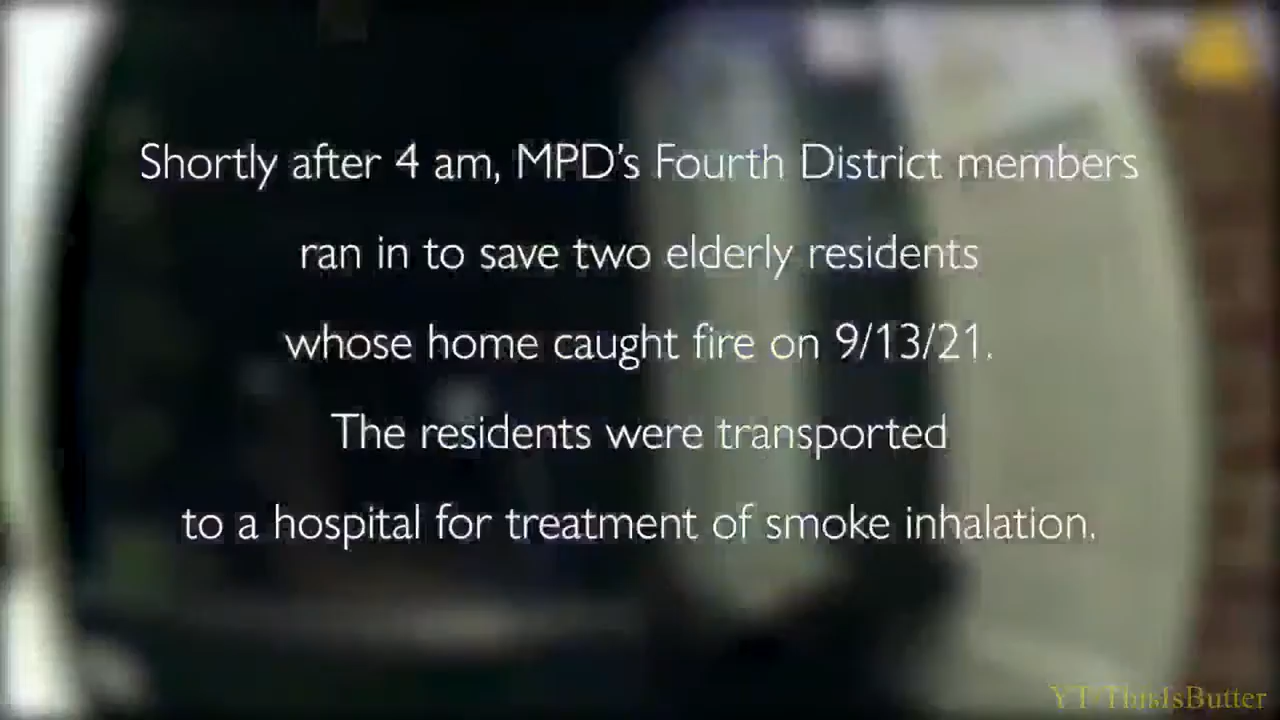 Shortly after 4 am, MPD's Fourth District members
ran in to save two elderly residents
whose home caught fire on 9/13/21.
The residents were transported
to a hospital for treatment of smoke inhalation.
YT ThisIsButter